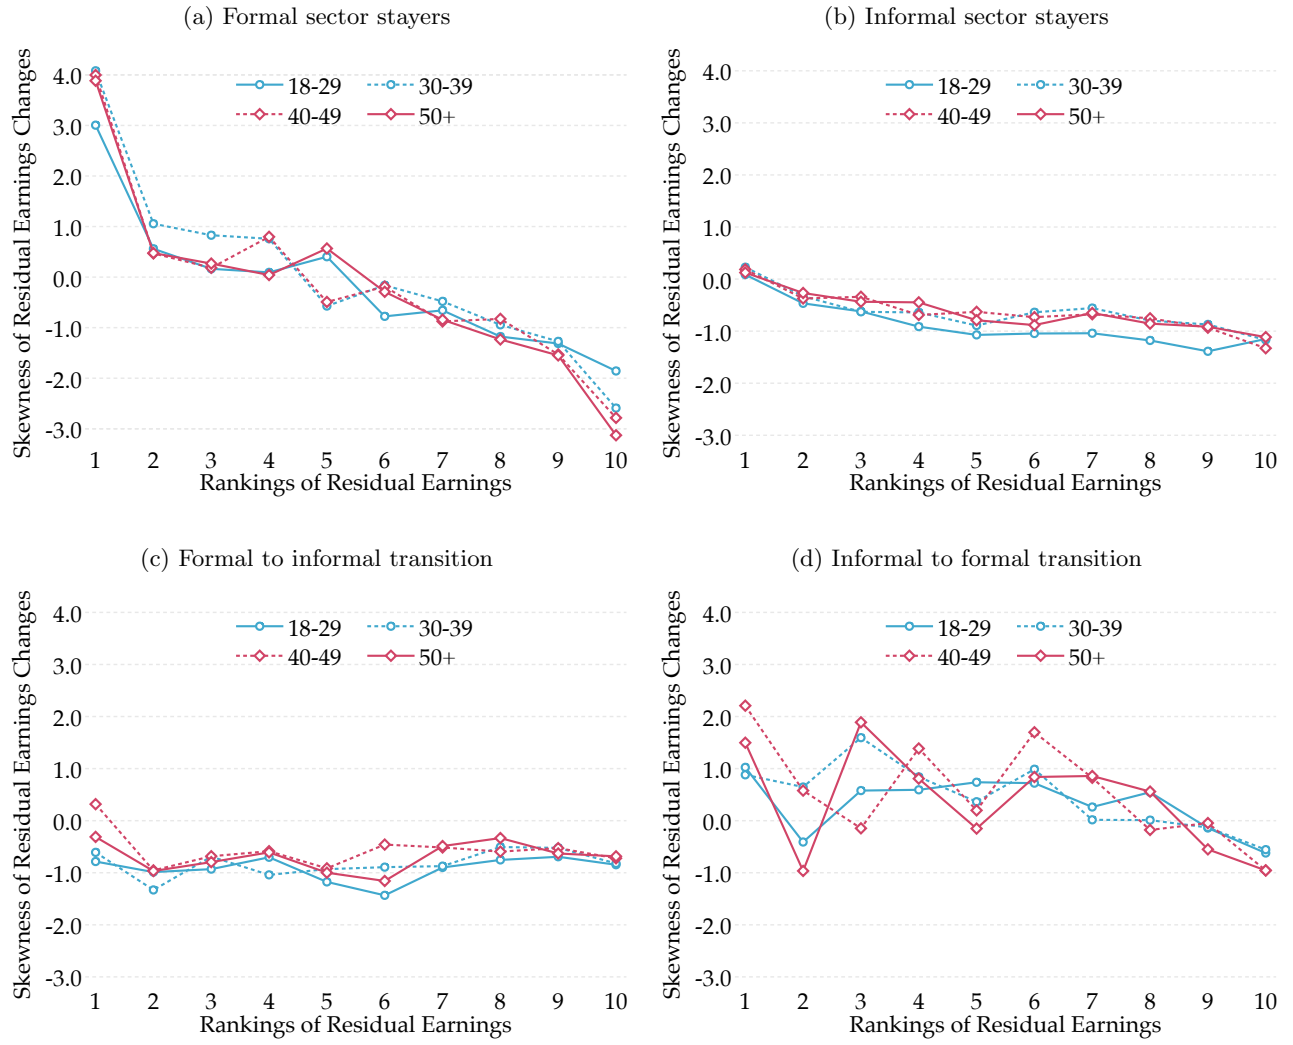 (a) Formal sector stayers
Skewness of Residual Earnings Changes
4.0
3.0
2.0
1.0
0.0
-1.0
-2.0
-3.0
18-29 30-39
40-49 50+
1 2 3 4 5 6 7 8 9 10
Rankings of Residual Earnings
(b) Informal sector stayers
Skewness of Residual Earnings Changes
4.0
3.0
2.0
1.0
0.0
-1.0
-2.0
-3.0
18-29 30-39
40-49 50+
1 2 3 4 5 6 7 8 9 10
Rankings of Residual Earnings
(c) Formal to informal transition
Skewness of Residual Earnings Changes
4.0
3.0
2.0
1.0
0.0
-1.0
-2.0
-3.0
18-29 30-39
40-49 50+
1 2 3 4 5 6 7 8 9 10
Rankings of Residual Earnings
(d) Informal to formal transition
Skewness of Residual Earnings Changes
4.0
3.0
2.0
1.0
0.0
-1.0
-2.0
-3.0
18-29 30-39
40-49 50+
1 2 3 4 5 6 7 8 9 10
Rankings of Residual Earnings